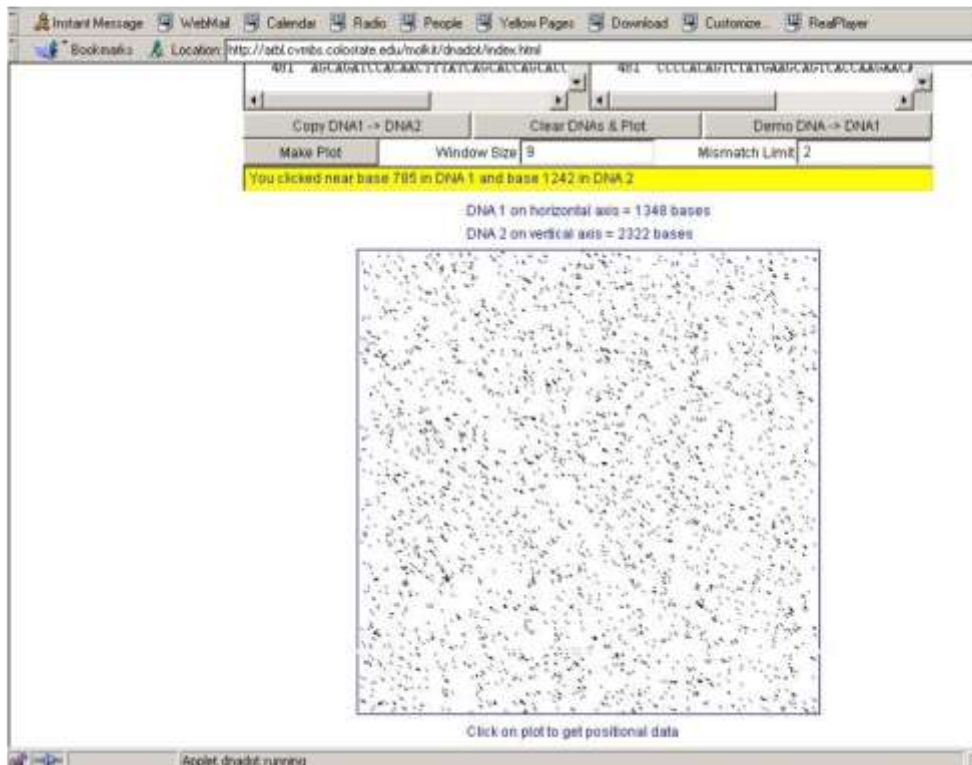 Instant Message WebMail Calendar Radio People Yellow Pages Download Customize... RealPlayer
Bookmarks Location: http://arbl.cvmbs.colostate.edu/molkit/dnadot/index.html
481 AGCAGATCCACAACTTTATCAGCACCAGCACC 481 CCCCACAGTCTATGAAGCAGTCACCAAGAACA
Copy DNA1 -> DNA2 Clear DNAs & Plot Demo DNA -> DNA1
Make Plot Window Size 9 Mismatch Limit 2
You clicked near base 785 in DNA 1 and base 1242 in DNA 2
DNA 1 on horizontal axis = 1348 bases
DNA 2 on vertical axis = 2322 bases
Click on plot to get positional data
Applet dnadot running